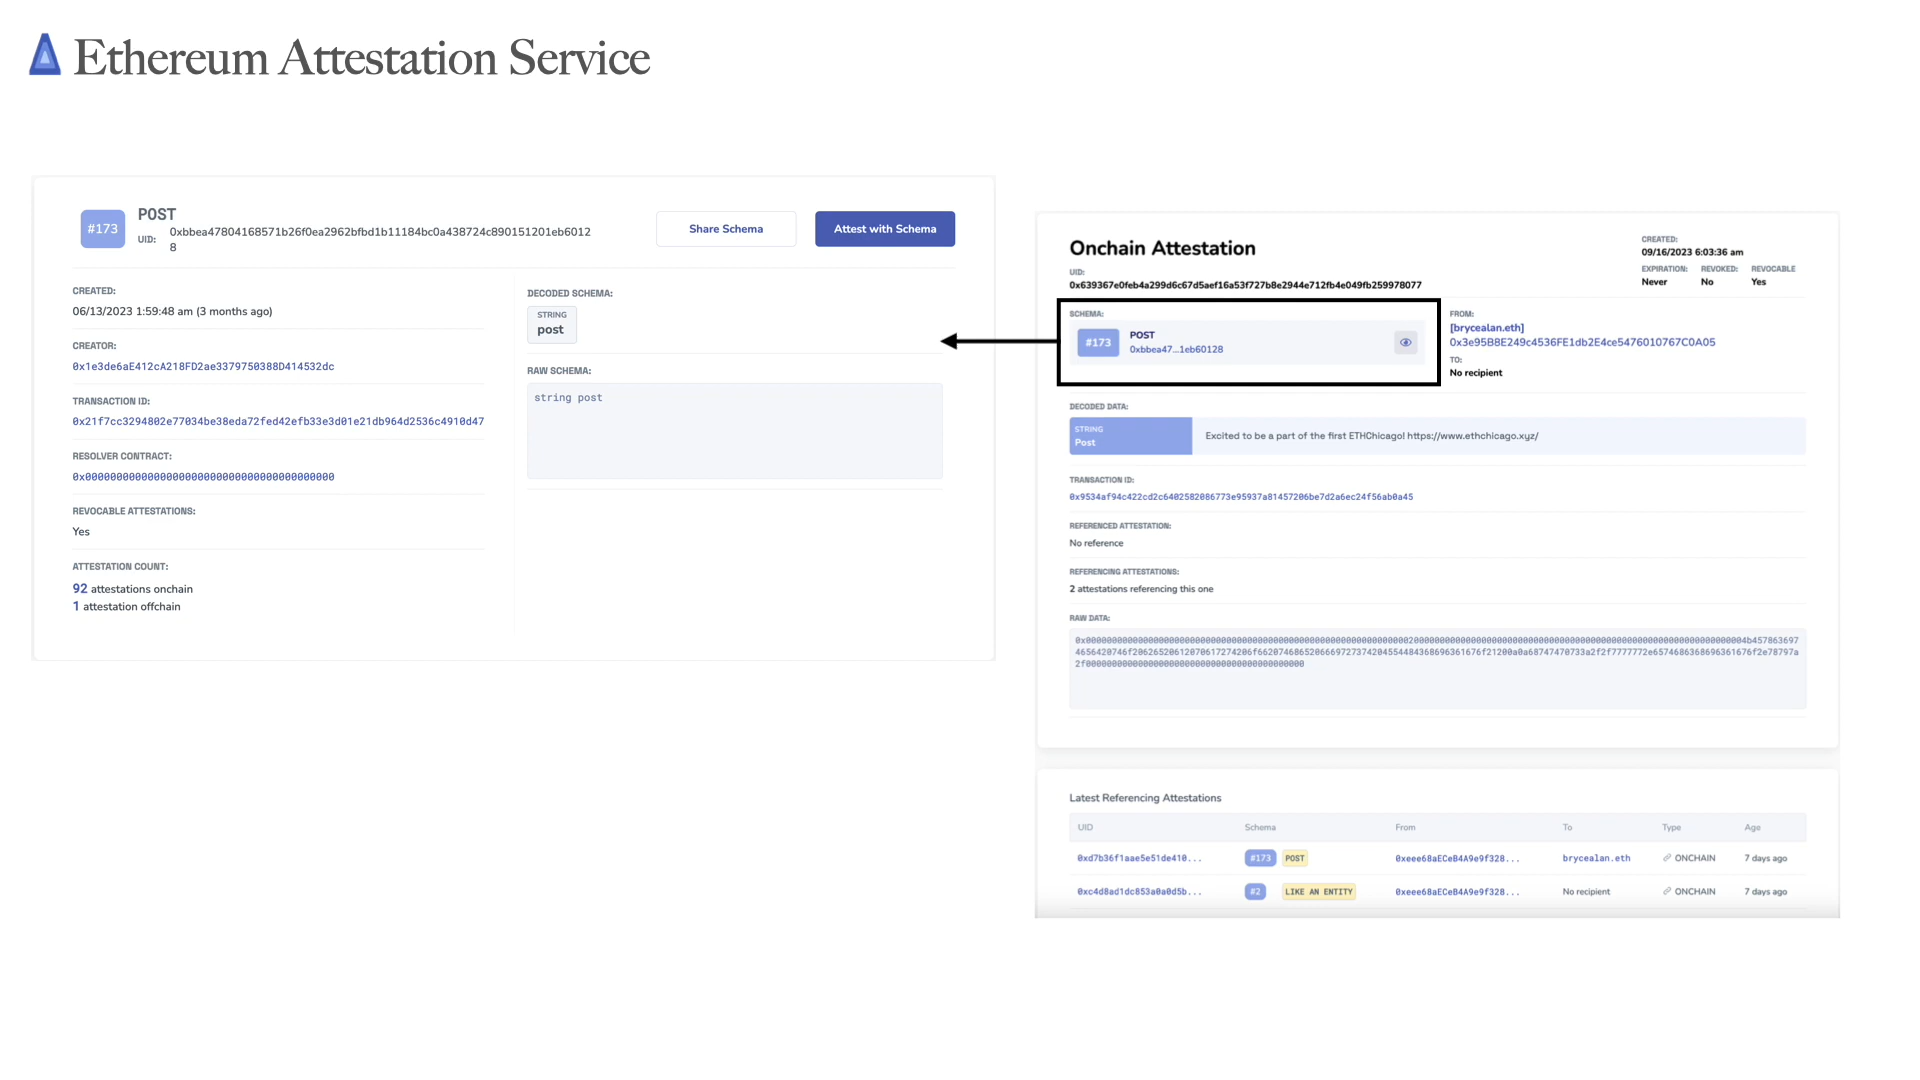 Ethereum Attestation Service
#173
POST
UID:
0xbbea47804168571b26f0ea2962bfbd1b11184bc0a438724c890151201eb6012
8
Share Schema
Attest with Schema
CREATED:
06/13/2023 1:59:48 am (3 months ago)
CREATOR:
0x1e3de6aE412cA218FD2ae3379750388D414532dc
TRANSACTION ID:
0x21f7cc3294802e77034be38eda72fed42efb33e3d01e21db964d2536c4910d47
RESOLVER CONTRACT:
0x0000000000000000000000000000000000000000
REVOCABLE ATTESTATIONS:
Yes
ATTESTATION COUNT:
92 attestations onchain
1 attestation offchain
DECODED SCHEMA:
STRING
post
RAW SCHEMA:
string post
Onchain Attestation
UID:
0x639367e0feb4a299d6c67d5aef16a53f727b8e2944e712fb4e049fb259978077
CREATED:
09/16/2023 6:03:36 am
EXPIRATION: REVOKED: REVOCABLE
Never No Yes
SCHEMA:
#173
POST
0xbbea47...1eb60128
FROM:
[brycealan.eth]
0x3e95B8E249c4536FE1db2E4ce5476010767C0A05
TO:
No recipient
DECODED DATA:
STRING
Post
Excited to be a part of the first ETHChicago! https://www.ethchicago.xyz/
TRANSACTION ID:
0x9534af94c422cd2c6402582086773e95937a81457206be7d2a6ec24f56ab0a45
REFERENCED ATTESTATION:
No reference
REFERENCING ATTESTATIONS:
2 attestations referencing this one
RAW DATA:
Latest Referencing Attestations
UID Schema From To Type Age
0xd7b36f1aae5e51de410... #173 POST 0xeee68aECeB4A9e9f328... brycealan.eth ONCHAIN 7 days ago
0xc4d8ad1dc853a0a0d5b... #2 LIKE AN ENTITY 0xeee68aECeB4A9e9f328... No recipient ONCHAIN 7 days ago